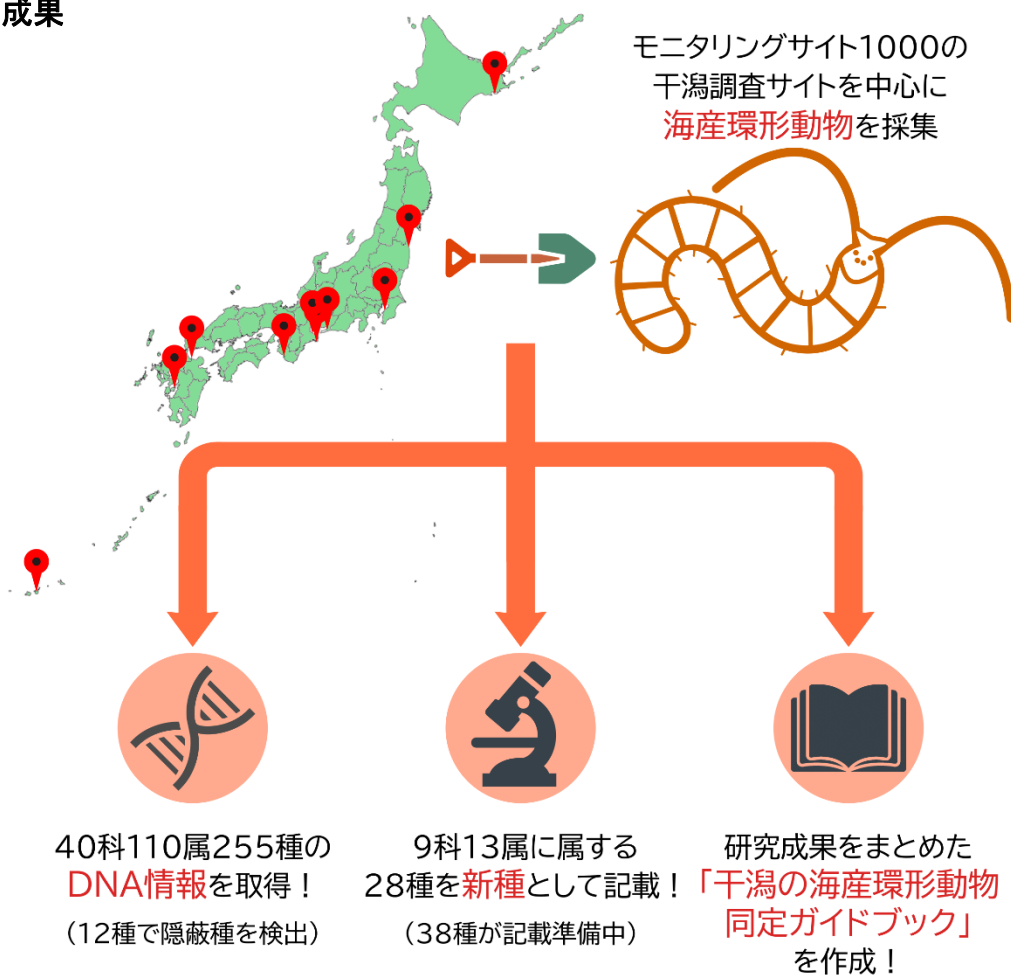 成果
モニタリングサイト1000の
干潟調査サイトを中心に
海産環形動物を採集
40科110属255種の
DNA情報を取得！
（12種で隠蔽種を検出）
9科13属に属する
28種を新種として記載！
（38種が記載準備中）
研究成果をまとめた
「干潟の海産環形動物
同定ガイドブック」
を作成！